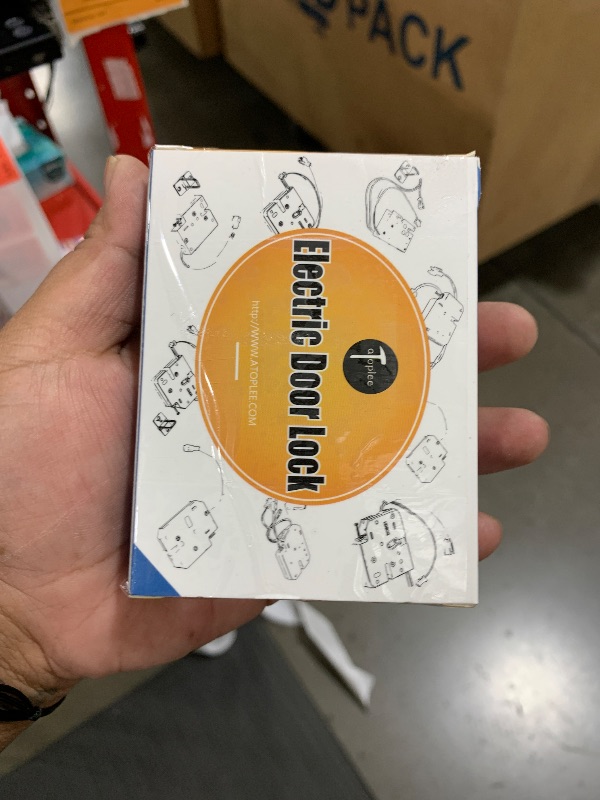 PACK
atoplee
Electric Door Lock
http://WWW.ATOPLEE.COM